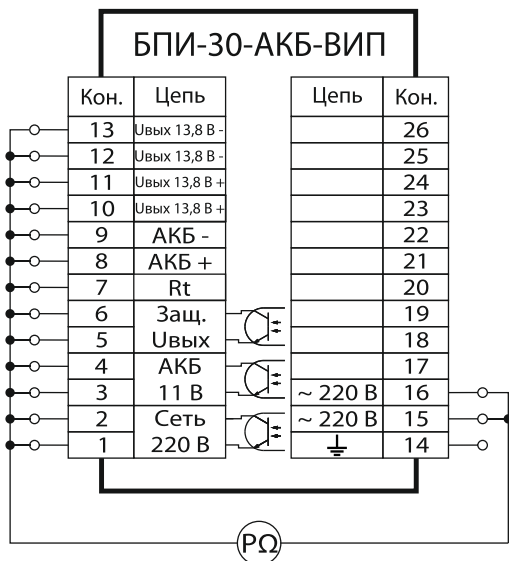 БПИ-30-АКБ-ВИП
Кон. Цепь Цепь Кон.
13 Uвых 13,8 В - 26
12 Uвых 13,8 В - 25
11 Uвых 13,8 В + 24
10 Uвых 13,8 В + 23
9 АКБ - 22
8 АКБ + 21
7 Rt 20
6 Защ. 19
5 Uвых 18
4 АКБ 17
3 11 В ~ 220 В 16
2 Сеть ~ 220 В 15
1 220 В 14
PΩ